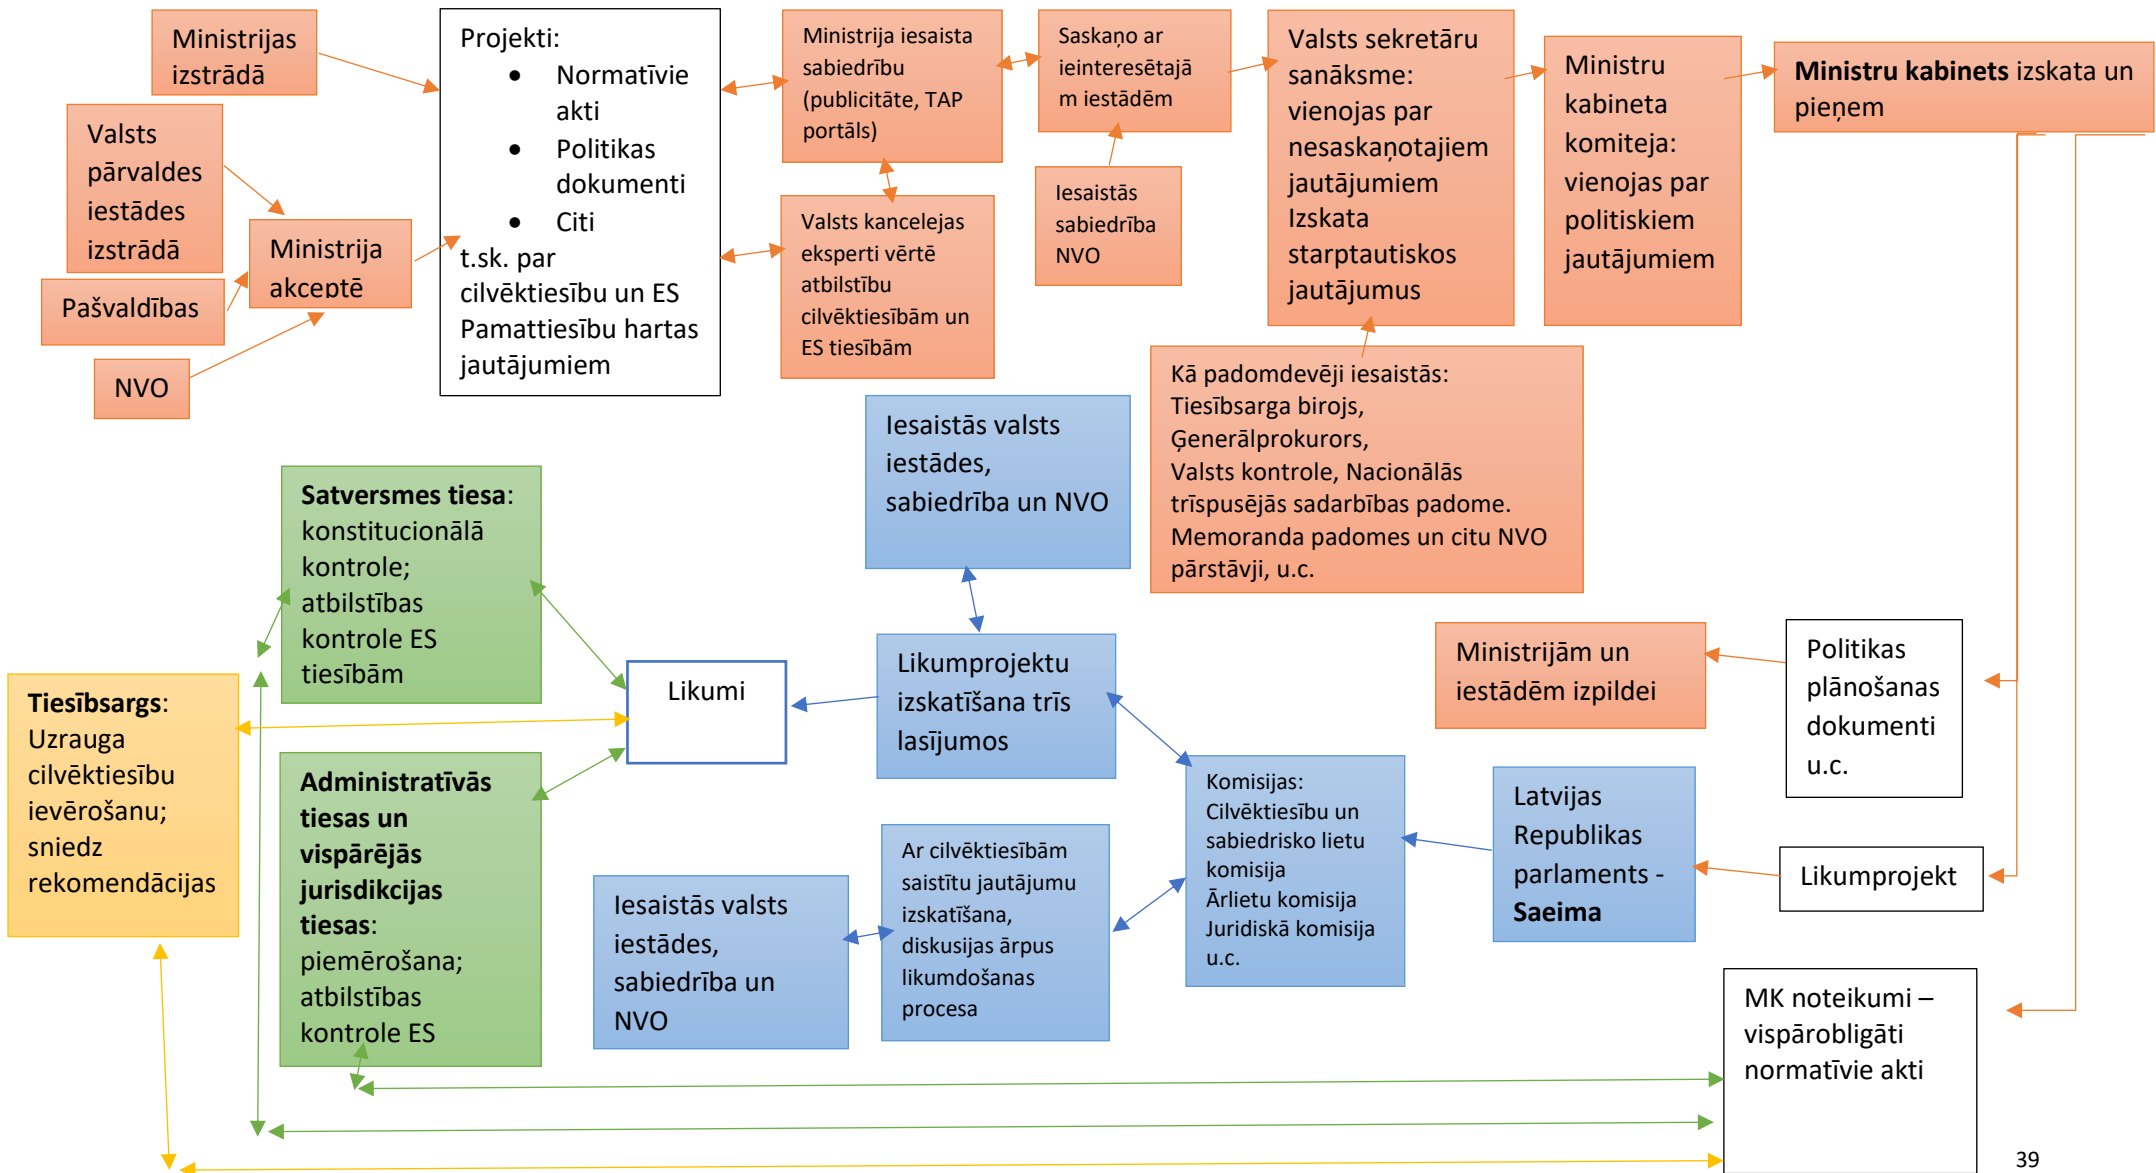 Ministrijas
izstrādā
Valsts
pārvaldes
iestādes
izstrādā
Pašvaldības
NVO
Ministrija
akceptē
Projekti:
• Normatīvie
akti
• Politikas
dokumenti
• Citi
t.sk. par
cilvēktiesību un ES
Pamattiesību hartas
jautājumiem
Ministrija iesaista
sabiedrību
(publicitāte, TAP
portāls)
Valsts kancelejas
eksperti vērtē
atbilstību
cilvēktiesībām un
ES tiesībām
Saskaņo ar
ieinteresētajā
m iestādēm
Iesaistās
sabiedrība
NVO
Valsts sekretāru
sanāksme:
vienojas par
nesaskaņotajiem
jautājumiem
Izskata
starptautiskos
jautājumus
Ministru
kabineta
komiteja:
vienojas par
politiskiem
jautājumiem
Ministru kabinets izskata un
pieņem
Kā padomdevēji iesaistās:
Tiesībsarga birojs,
Ģenerālprokurors,
Valsts kontrole, Nacionālās
trīspusējās sadarbības padome.
Memoranda padomes un citu NVO
pārstāvji, u.c.
Iesaistās valsts
iestādes,
sabiedrība un NVO
Satversmes tiesa:
konstitucionālā
kontrole;
atbilstības
kontrole ES
tiesībām
Tiesībsargs:
Uzrauga
cilvēktiesību
ievērošanu;
sniedz
rekomendācijas
Administratīvās
tiesas un
vispārējās
jurisdikcijas
tiesas:
piemērošana;
atbilstības
kontrole ES
Likumi
Likumprojektu
izskatīšana trīs
lasījumos
Ministrijām un
iestādēm izpildei
Politikas
plānošanas
dokumenti
u.c.
Iesaistās valsts
iestādes,
sabiedrība un
NVO
Ar cilvēktiesībām
saistītu jautājumu
izskatīšana,
diskusijas ārpus
likumdošanas
procesa
Komisijas:
Cilvēktiesību un
sabiedrisko lietu
komisija
Ārlietu komisija
Juridiskā komisija
u.c.
Latvijas
Republikas
parlaments -
Saeima
Likumprojekt
MK noteikumi –
vispārobligāti
normatīvie akti
39